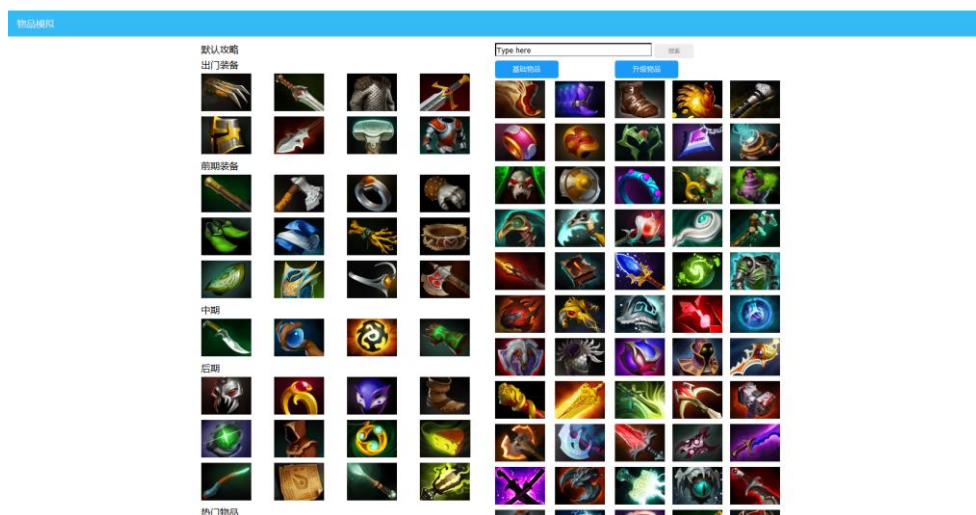 物品模拟
默认攻略
出门装备
前期装备
中期
后期
热门物品
Type here
搜索
基础物品
升级物品